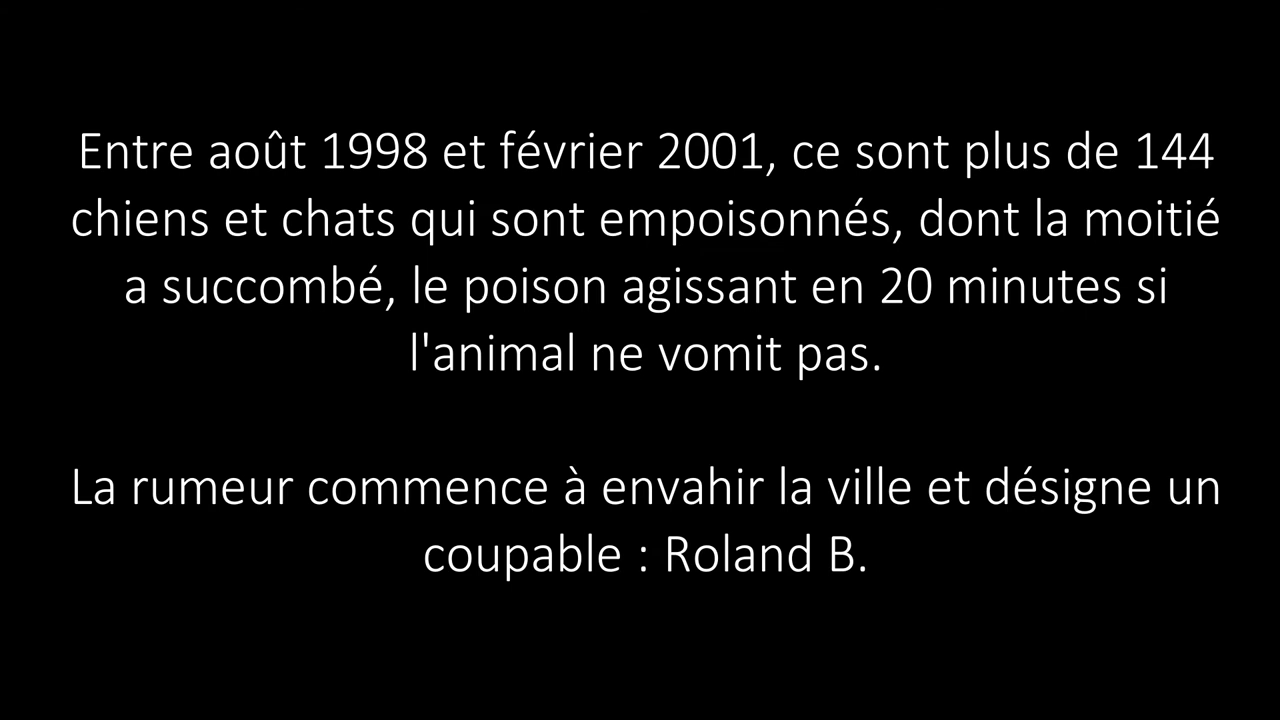 Entre août 1998 et février 2001, ce sont plus de 144
chiens et chats qui sont empoisonnés, dont la moitié
a succombé, le poison agissant en 20 minutes si
l'animal ne vomit pas.
La rumeur commence à envahir la ville et désigne un
coupable : Roland B.